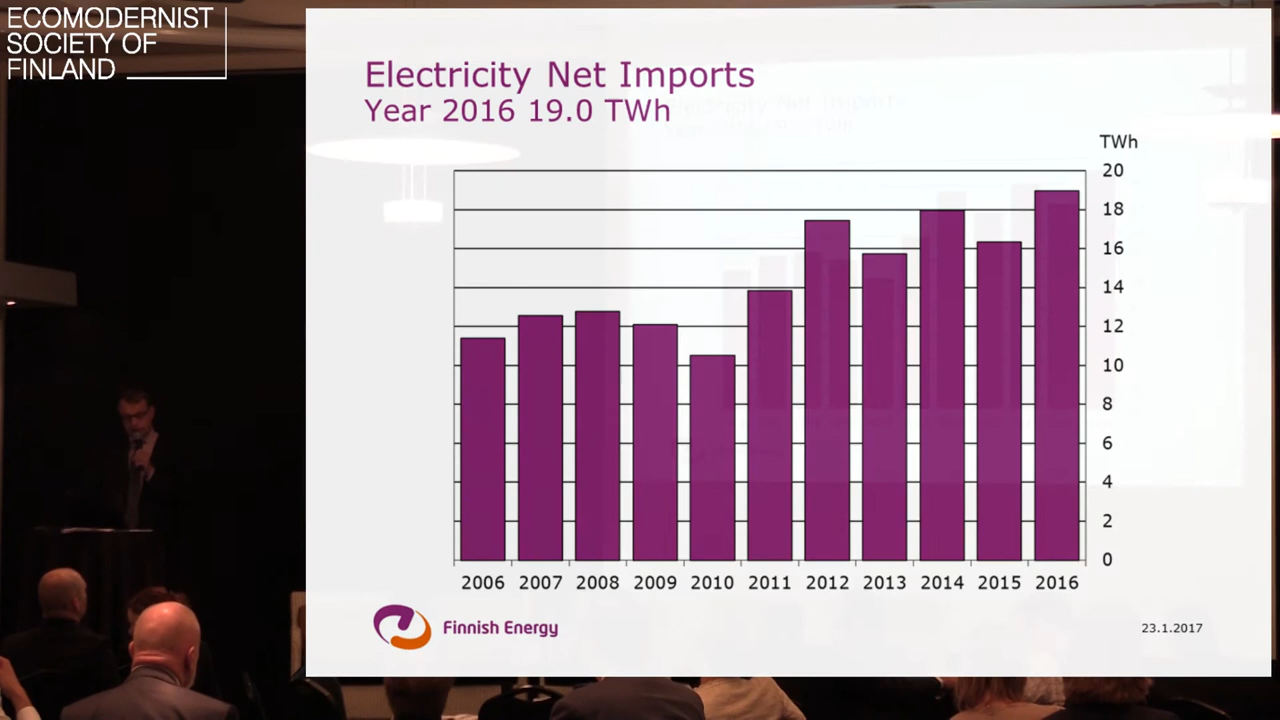 ECOMODERNIST
SOCIETY OF
FINLAND
Electricity Net Imports
Year 2016 19.0 TWh
TWh
20
18
16
14
12
10
8
6
4
2
0
2006 2007 2008 2009 2010 2011 2012 2013 2014 2015 2016
Finnish Energy
23.1.2017